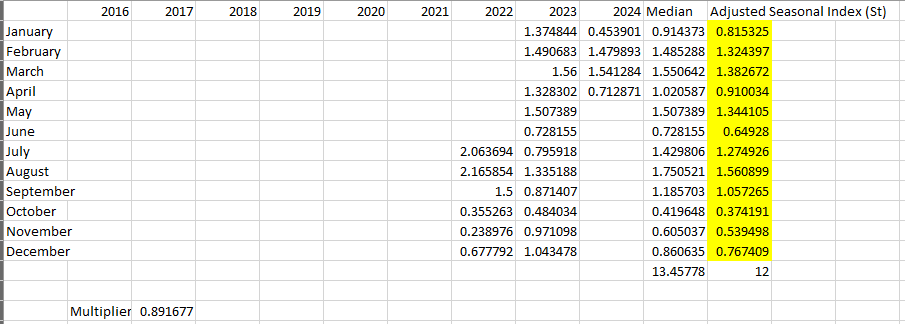 2016 2017 2018 2019 2020 2021 2022 2023 2024 Median Adjusted Seasonal Index (St)
January 1.374844 0.453901 0.914373 0.815325
February 1.490683 1.479893 1.485288 1.324397
March 1.56 1.541284 1.550642 1.382672
April 1.328302 0.712871 1.020587 0.910034
May 1.507389 1.507389 1.344105
June 0.728155 0.728155 0.64928
July 2.063694 0.795918 1.429806 1.274926
August 2.165854 1.335188 1.750521 1.560899
September 1.5 0.871407 1.185703 1.057265
October 0.355263 0.484034 0.419648 0.374191
November 0.238976 0.971098 0.605037 0.539498
December 0.677792 1.043478 0.860635 0.767409
13.45778 12
Multiplier 0.891677